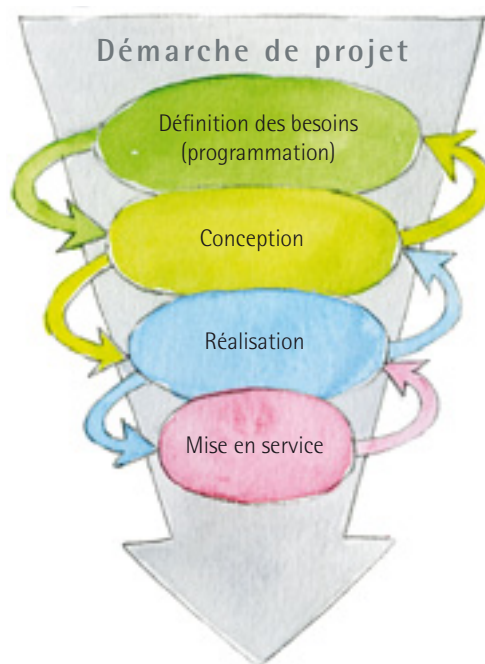 Démarche de projet
Définition des besoins
(programmation)
Conception
Réalisation
Mise en service